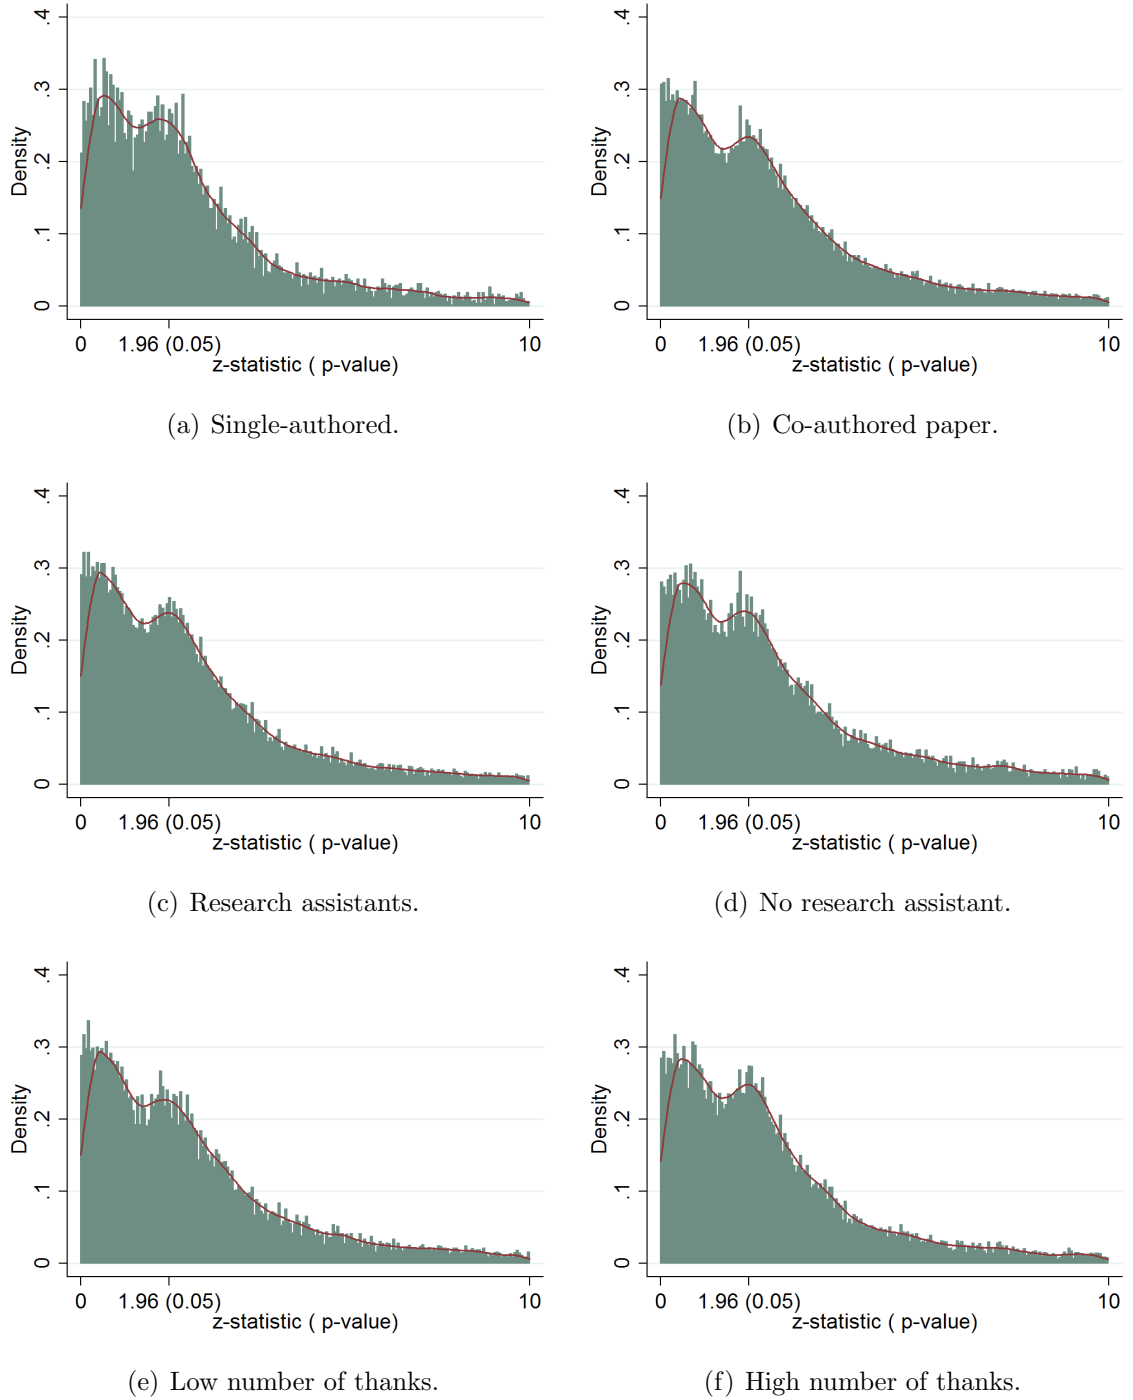 .4
.3
.2
.1
0
Density
0
1.96 (0.05)
10
z-statistic ( p-value)
(a) Single-authored.
.4
.3
.2
.1
0
Density
0
1.96 (0.05)
10
z-statistic ( p-value)
(b) Co-authored paper.
.4
.3
.2
.1
0
Density
0
1.96 (0.05)
10
z-statistic ( p-value)
(c) Research assistants.
.4
.3
.2
.1
0
Density
0
1.96 (0.05)
10
z-statistic ( p-value)
(d) No research assistant.
.4
.3
.2
.1
0
Density
0
1.96 (0.05)
10
z-statistic ( p-value)
(e) Low number of thanks.
.4
.3
.2
.1
0
Density
0
1.96 (0.05)
10
z-statistic ( p-value)
(f) High number of thanks.